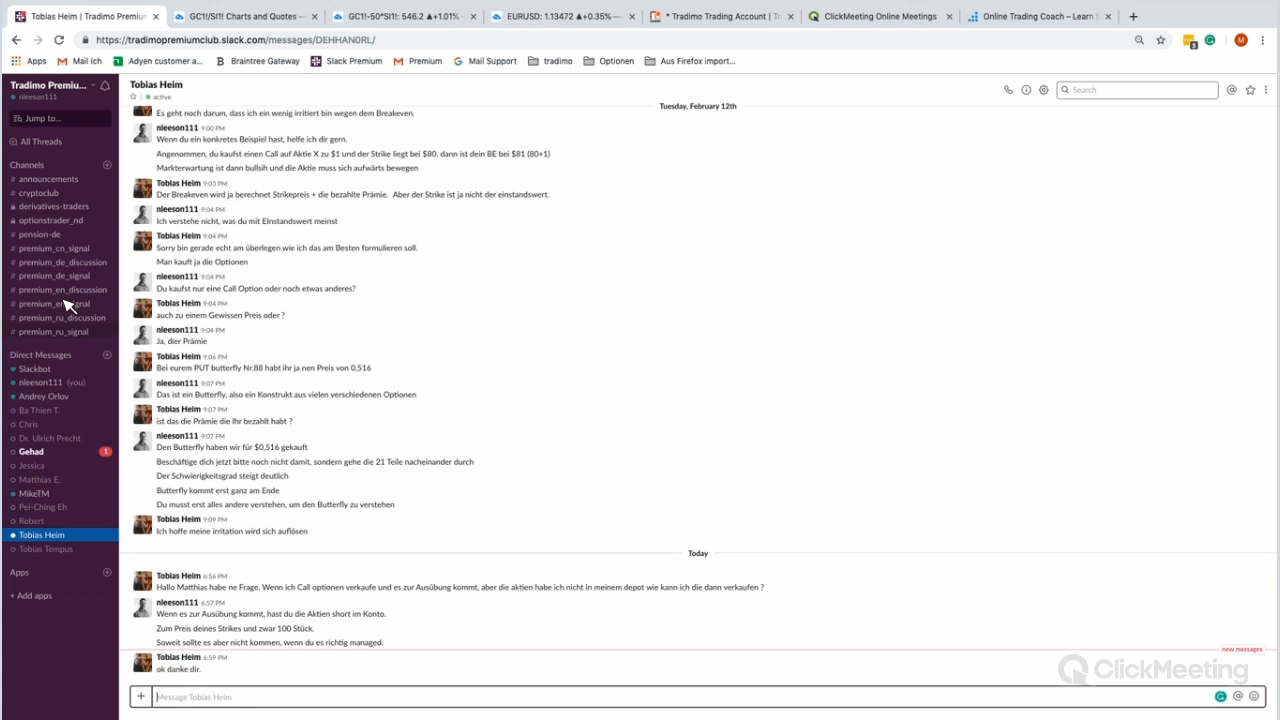 Tobias Heim | Tradimo Premium
GC1!/SI1! Charts and Quotes —
GC1!-50*SI1!: 546.2 ▲+1.01% —
EURUSD: 1.13472 ▲+0.35% —
* Tradimo Trading Account | Tr
ClickMeeting Online Meetings
Online Trading Coach – Learn t
https://tradimopremiumclub.slack.com/messages/DEHHAN0RL/
Apps
Mail ich
Adyen customer a...
Braintree Gateway
Slack Premium
Premium
Mail Support
tradimo
Optionen
Aus Firefox import...
Tradimo Premiu...
nleeson111
Jump to...
All Threads
Channels
# announcements
# cryptoclub
derivatives-traders
optionstrader_nd
# pension-de
# premium_cn_signal
# premium_de_discussion
# premium_de_signal
# premium_en_discussion
# premium_en_signal
# premium_ru_discussion
# premium_ru_signal
Direct Messages
Slackbot
nleeson111 (you)
Andrey Orlov
Ba Thien T.
Chris
Dr. Ulrich Precht
Gehad 1
Jessica
Matthias E.
MikeTM
Pei-Ching Eh
Robert
Tobias Heim
Tobias Tempus
Apps
+ Add apps
Tobias Heim
active
Search
Tuesday, February 12th
Es geht noch darum, dass ich ein wenig irritiert bin wegen dem Breakeven.
nleeson111 9:00 PM
Wenn du ein konkretes Beispiel hast, helfe ich dir gern.
Angenommen, du kaufst einen Call auf Aktie X zu $1 und der Strike liegt bei $80, dann ist dein BE bei $81 (80+1)
Markterwartung ist dann bullsih und die Aktie muss sich aufwärts bewegen
Tobias Heim 9:03 PM
Der Breakeven wird ja berechnet Strikepreis + die bezahlte Prämie. Aber der Strike ist ja nicht der einstandswert.
nleeson111 9:04 PM
Ich verstehe nicht, was du mit EInstandswert meinst
Tobias Heim 9:04 PM
Sorry bin gerade echt am überlegen wie ich das am Besten formulieren soll.
Man kauft ja die Optionen
nleeson111 9:04 PM
Du kaufst nur eine Call Option oder noch etwas anderes?
Tobias Heim 9:04 PM
auch zu einem Gewissen Preis oder ?
nleeson111 9:04 PM
Ja, dier Prämie
Tobias Heim 9:06 PM
Bei eurem PUT butterfly Nr.88 habt ihr ja nen Preis von 0,516
nleeson111 9:07 PM
Das ist ein Butterfly, also ein Konstrukt aus vielen verschiedenen Optionen
Tobias Heim 9:07 PM
ist das die Prämie die Ihr bezahlt habt ?
nleeson111 9:07 PM
Den Butterfly haben wir für $0,516 gekauft
Beschäftige dich jetzt bitte noch nicht damit, sondern gehe die 21 Teile nacheinander durch
Der Schwierigkeitsgrad steigt deutlich
Butterfly kommt erst ganz am Ende
Du musst erst alles andere verstehen, um den Butterfly zu verstehen
Tobias Heim 9:09 PM
Ich hoffe meine irritation wird sich auflösen
Today
Tobias Heim 6:56 PM
Hallo Matthias habe ne Frage. Wenn ich Call optionen verkaufe und es zur Ausübung kommt, aber die aktien habe ich nicht in meinem depot wie kann ich die dann verkaufen ?
nleeson111 6:57 PM
Wenn es zur Ausübung kommt, hast du die Aktien short im Konto.
Zum Preis deines Strikes und zwar 100 Stück.
Soweit sollte es aber nicht kommen, wenn du es richtig managed.
new messages
Tobias Heim 6:59 PM
ok danke dir.
ClickMeeting
Message Tobias Heim